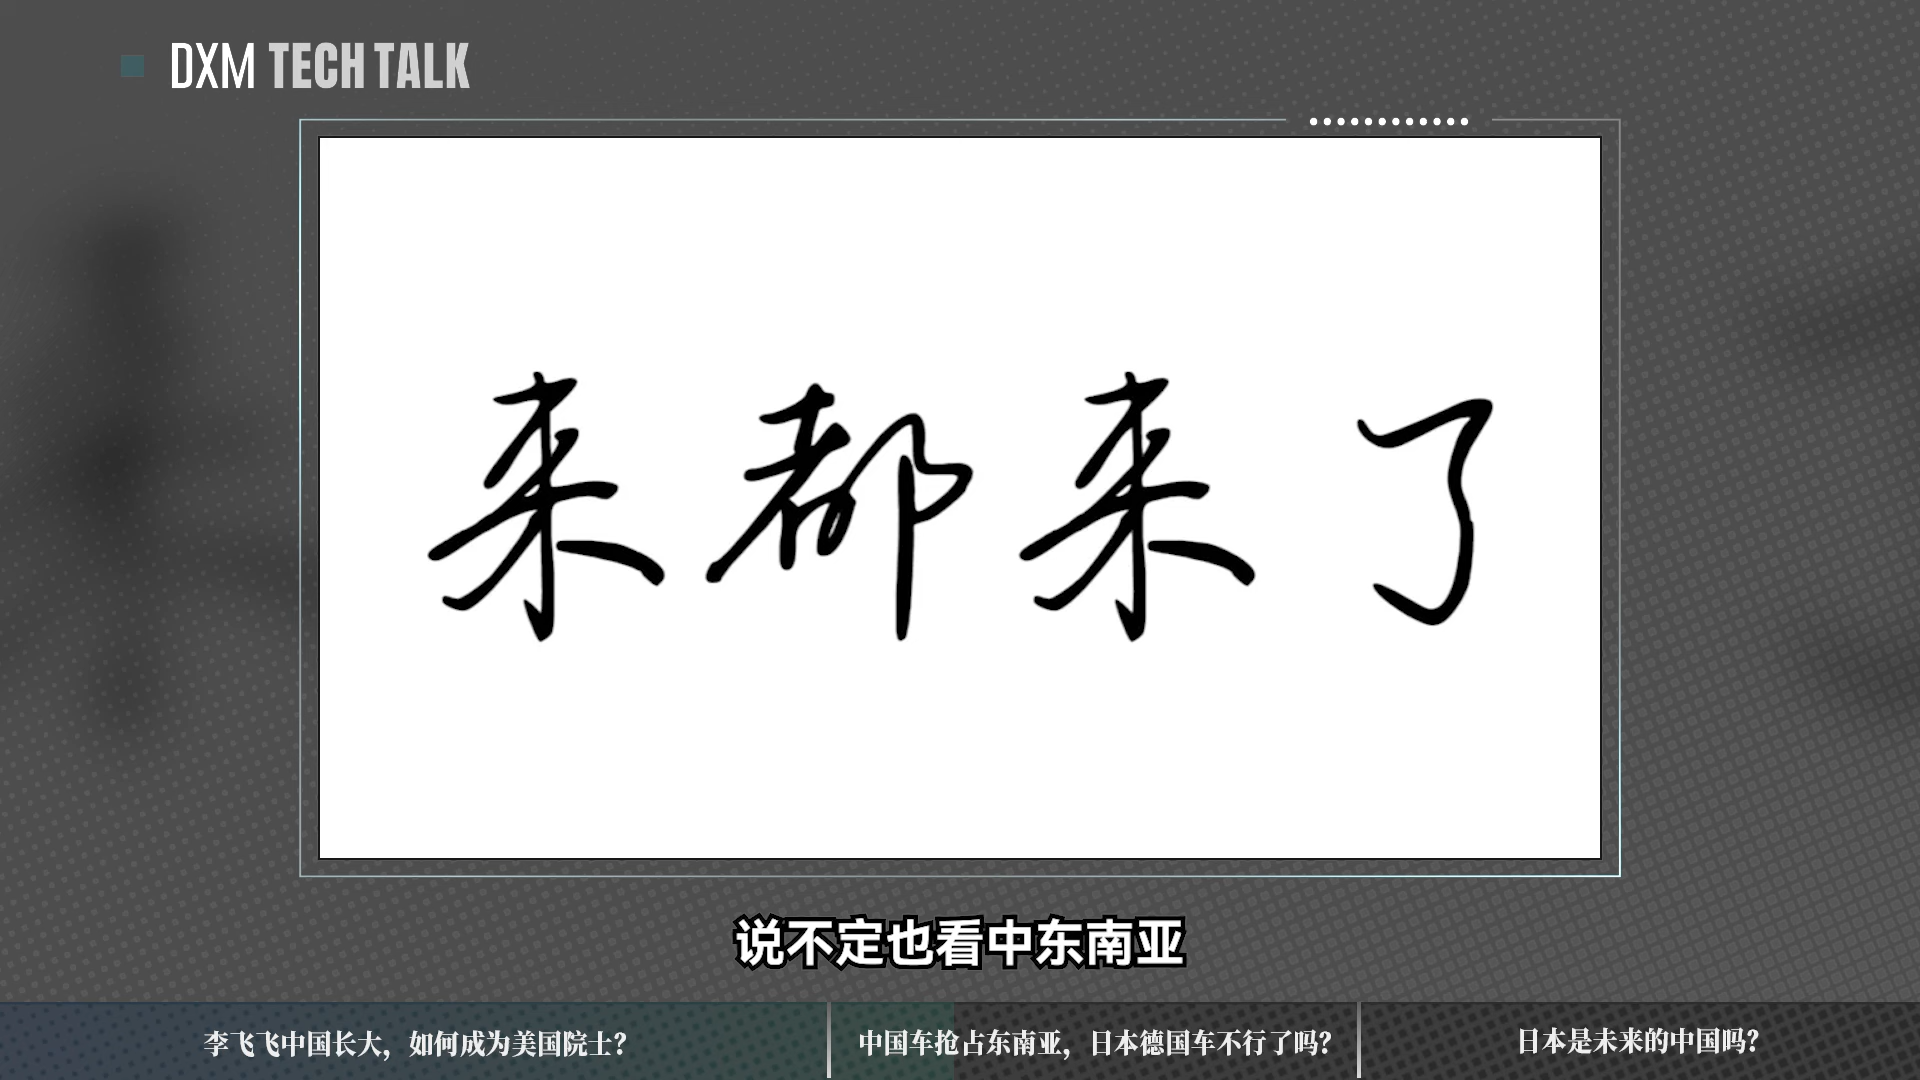 DXM TECH TALK
来都来了
说不定也看中东南亚
李飞飞中国长大，如何成为美国院士？
中国车抢占东南亚，日本德国车不行了吗？
日本是未来的中国吗？